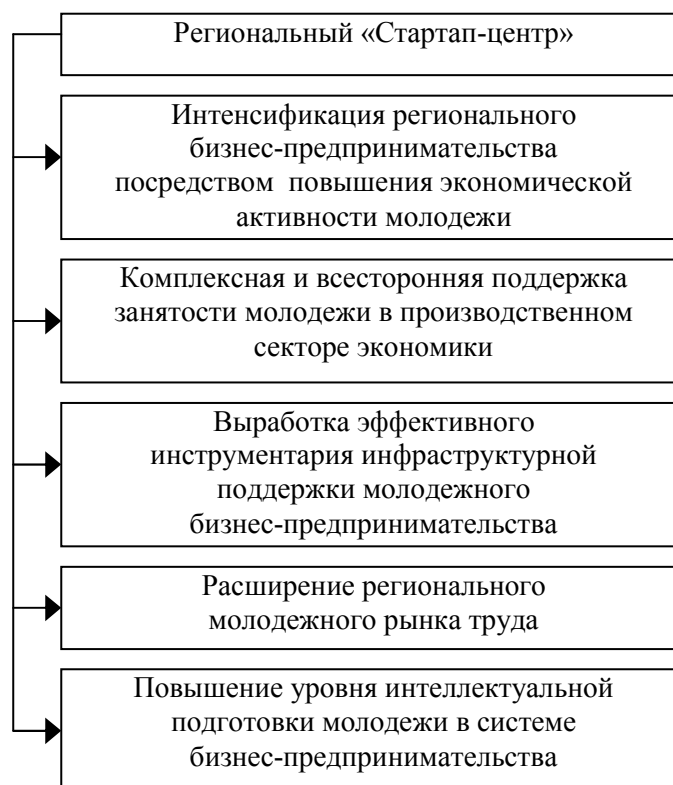 Региональный «Стартап-центр»
Интенсификация регионального
бизнес-предпринимательства
посредством повышения экономической
активности молодежи
Комплексная и всесторонняя поддержка
занятости молодежи в производственном
секторе экономики
Выработка эффективного
инструментария инфраструктурной
поддержки молодежного
бизнес-предпринимательства
Расширение регионального
молодежного рынка труда
Повышение уровня интеллектуальной
подготовки молодежи в системе
бизнес-предпринимательства